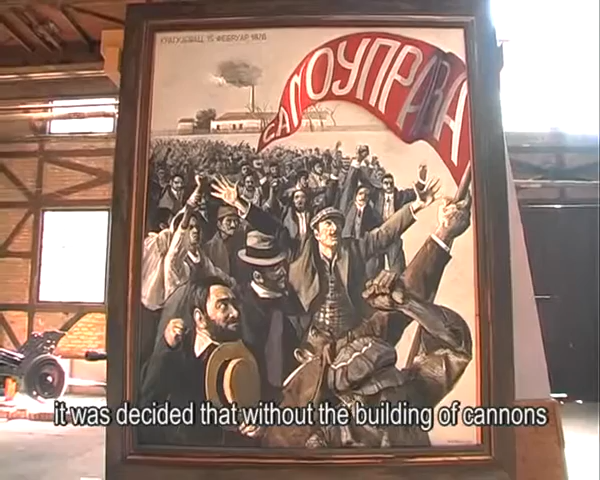 КРАГУЈЕВАЦ 15 ФЕБРУАР 1876
САМОУПРАВА
it was decided that without the building of cannons